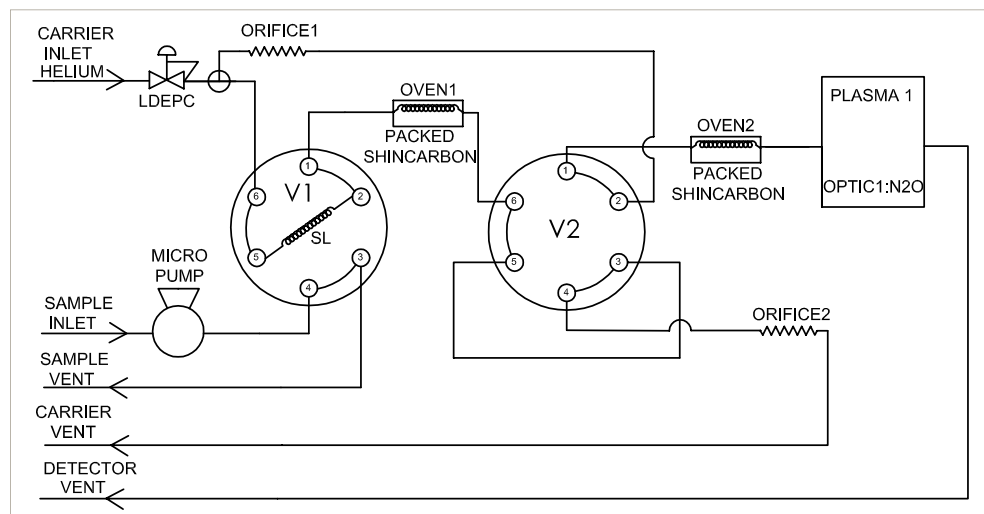 CARRIER
INLET
HELIUM
LDEPC
ORIFICE1
OVEN1
PACKED
SHINCARBON
OVEN2
PACKED
SHINCARBON
PLASMA 1
OPTIC1:N2O
V1
1
2
3
4
5
6
SL
V2
1
2
3
4
5
6
MICRO
PUMP
SAMPLE
INLET
ORIFICE2
SAMPLE
VENT
CARRIER
VENT
DETECTOR
VENT